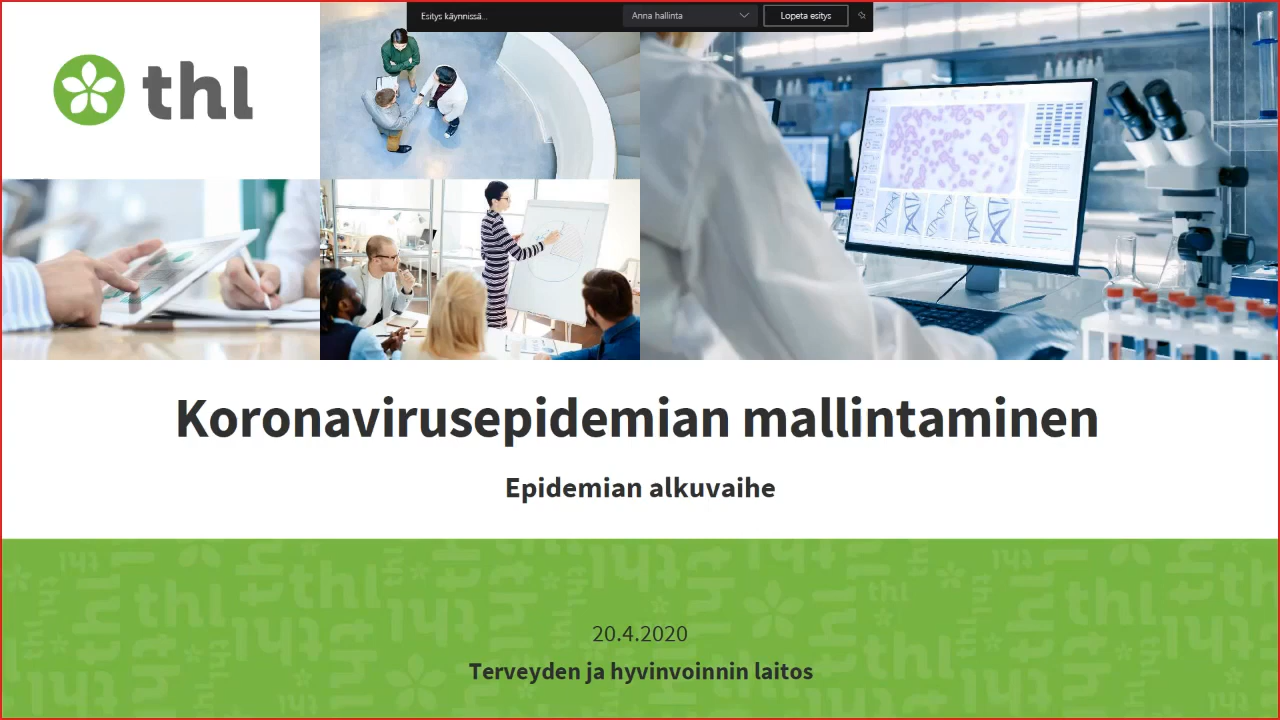 Esitys käynnissä...
Anna hallinta
Lopeta esitys
thl
Koronavirusepidemian mallintaminen
Epidemian alkuvaihe
20.4.2020
Terveyden ja hyvinvoinnin laitos